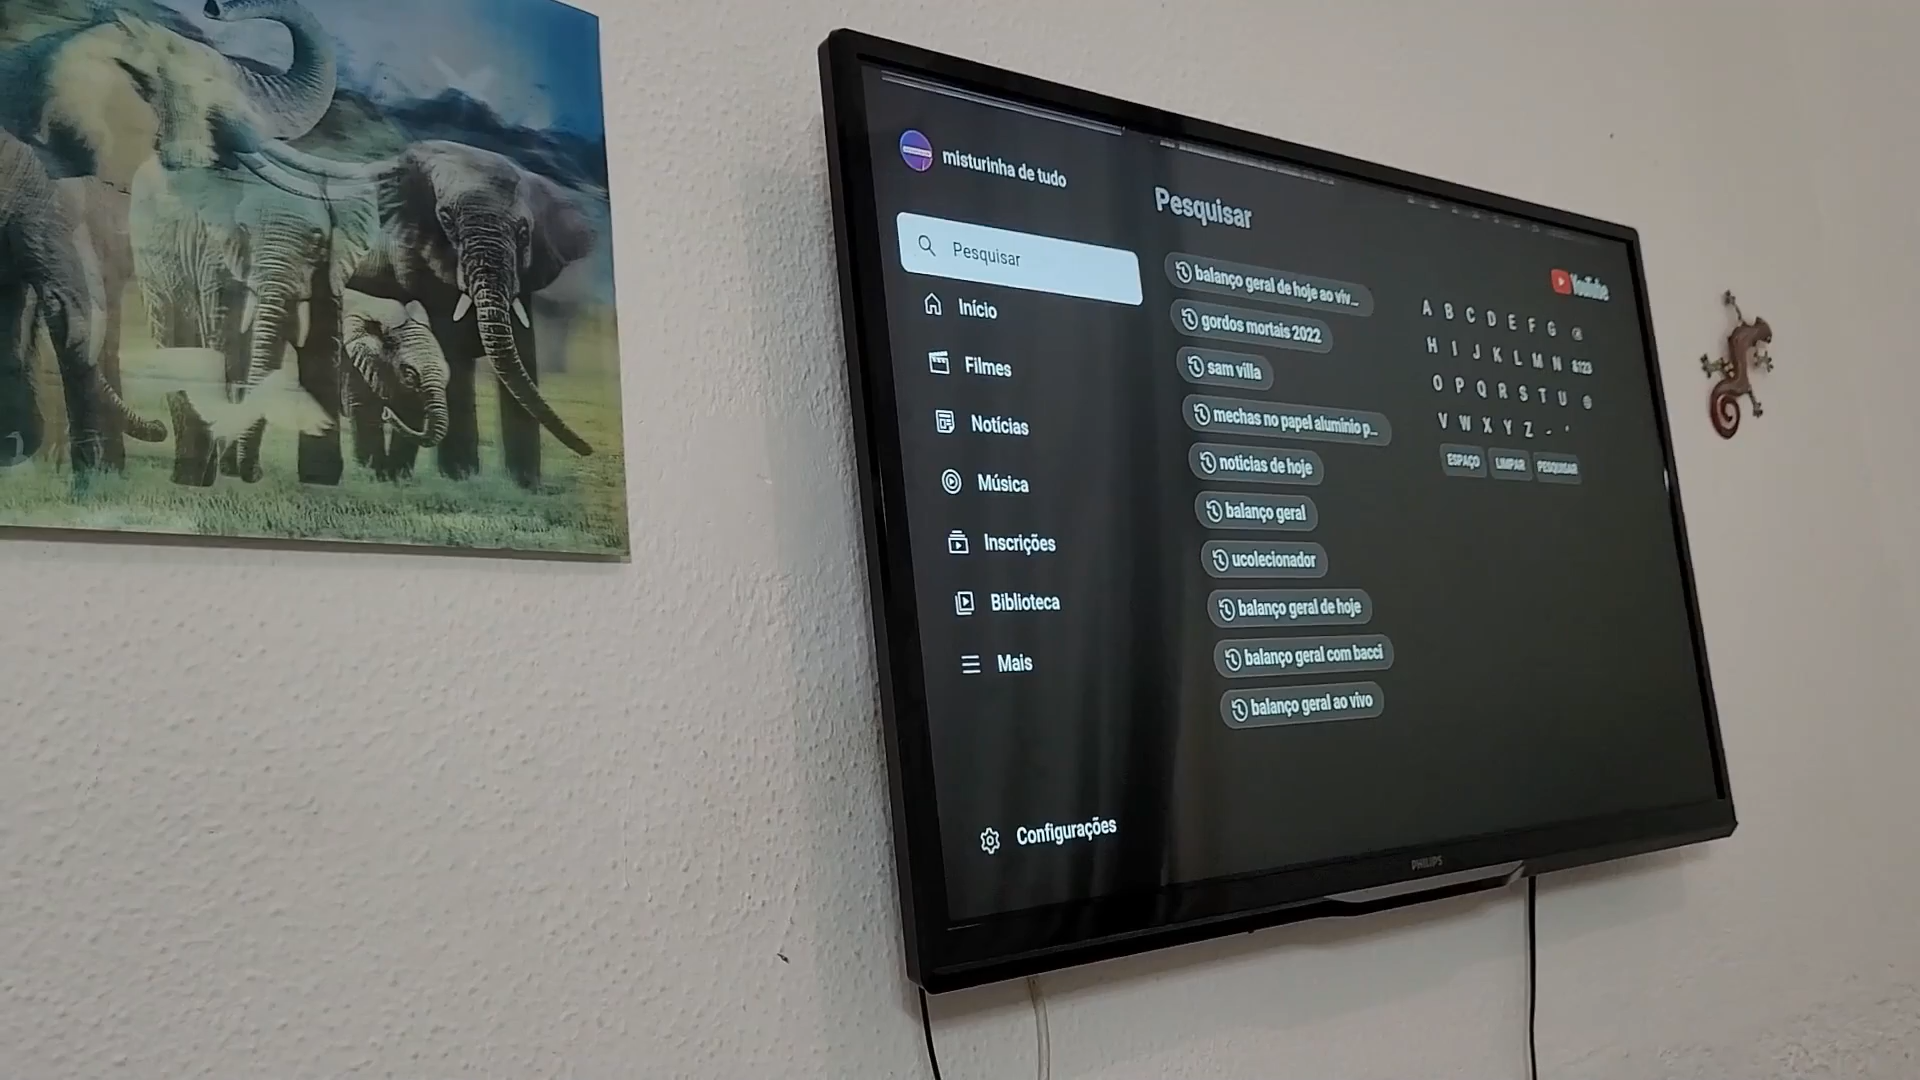 misturinha de tudo
Pesquisar
Início
Filmes
Notícias
Música
Inscrições
Biblioteca
Mais
Configurações
Pesquisar
balanço geral de hoje ao viv...
gordos mortais 2022
sam villa
mechas no papel aluminio p...
noticias de hoje
balanço geral
ucolecionador
balanço geral de hoje
balanço geral com bacci
balanço geral ao vivo
YouTube
A B C D E F G
H I J K L M N &123
O P Q R S T U
V W X Y Z - '
ESPAÇO LIMPAR PESQUISAR
PHILIPS